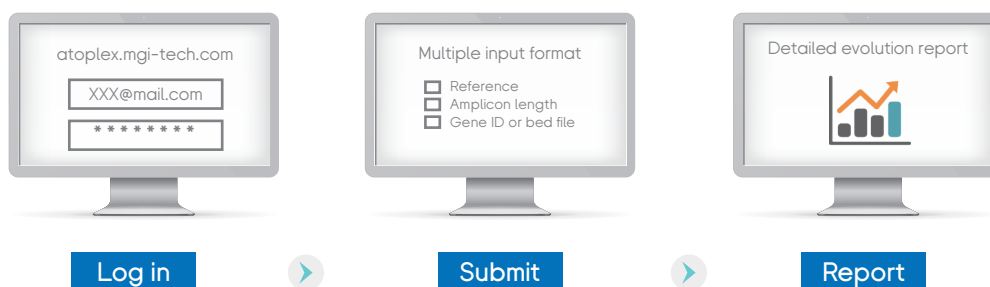 atoplex.mgi-tech.com
XXX@mail.com
* * * * * * * *
Log in
Multiple input format
Reference
Amplicon length
Gene ID or bed file
Submit
Detailed evolution report
Report